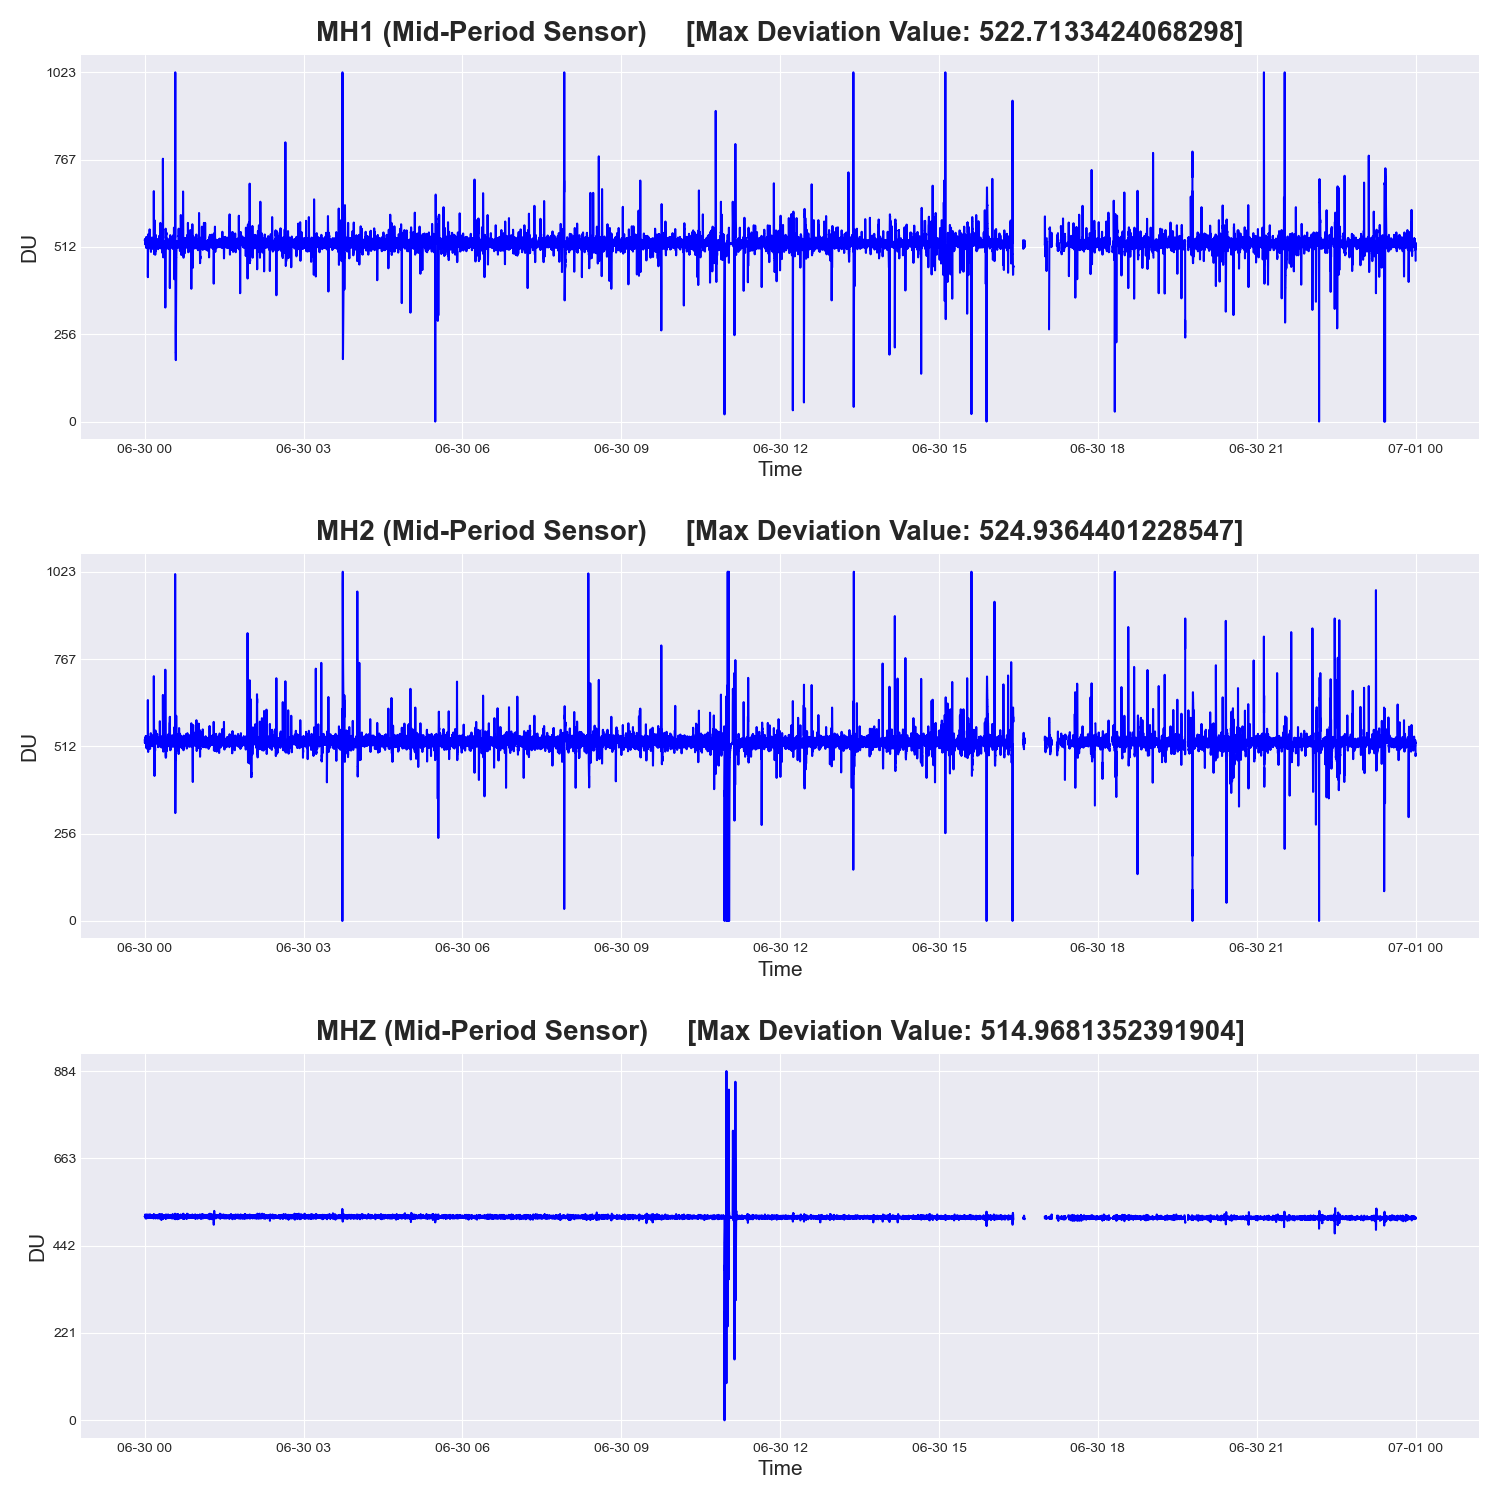 MH1 (Mid-Period Sensor) [Max Deviation Value: 522.7133424068298]
1023
767
512
256
0
DU
06-30 00 06-30 03 06-30 06 06-30 09 06-30 12 06-30 15 06-30 18 06-30 21 07-01 00
Time
MH2 (Mid-Period Sensor) [Max Deviation Value: 524.9364401228547]
1023
767
512
256
0
DU
06-30 00 06-30 03 06-30 06 06-30 09 06-30 12 06-30 15 06-30 18 06-30 21 07-01 00
Time
MHZ (Mid-Period Sensor) [Max Deviation Value: 514.9681352391904]
884
663
442
221
0
DU
06-30 00 06-30 03 06-30 06 06-30 09 06-30 12 06-30 15 06-30 18 06-30 21 07-01 00
Time